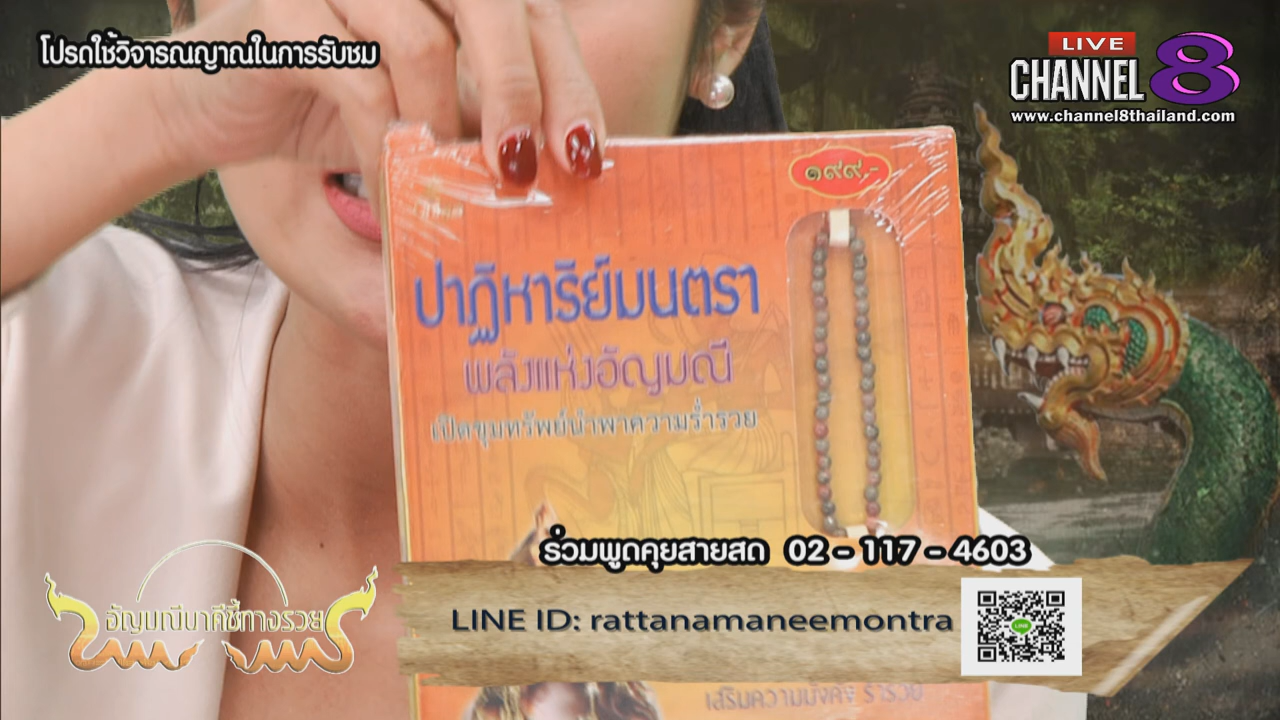 โปรดใช้วิจารณญาณในการรับชม
LIVE
CHANNEL 8
www.channel8thailand.com
๑๙๙.-
ปาฏิหาริย์มนตรา
พลังแห่งอัญมณี
เปิดขุมทรัพย์นำพาความร่ำรวย
ร่วมพูดคุยสายสด 02 - 117 - 4603
อัญมณีนาคีชี้ทางรวย
LINE ID: rattanamaneemontra
LINE
เสริมความมั่งคั่ง ร่ำรวย